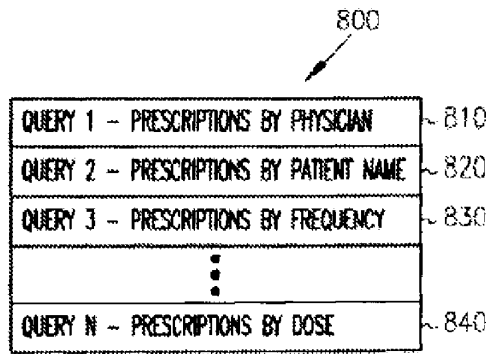 800
QUERY 1 - PRESCRIPTIONS BY PHYSICIAN 810
QUERY 2 - PRESCRIPTIONS BY PATIENT NAME 820
QUERY 3 - PRESCRIPTIONS BY FREQUENCY 830
QUERY N - PRESCRIPTIONS BY DOSE 840